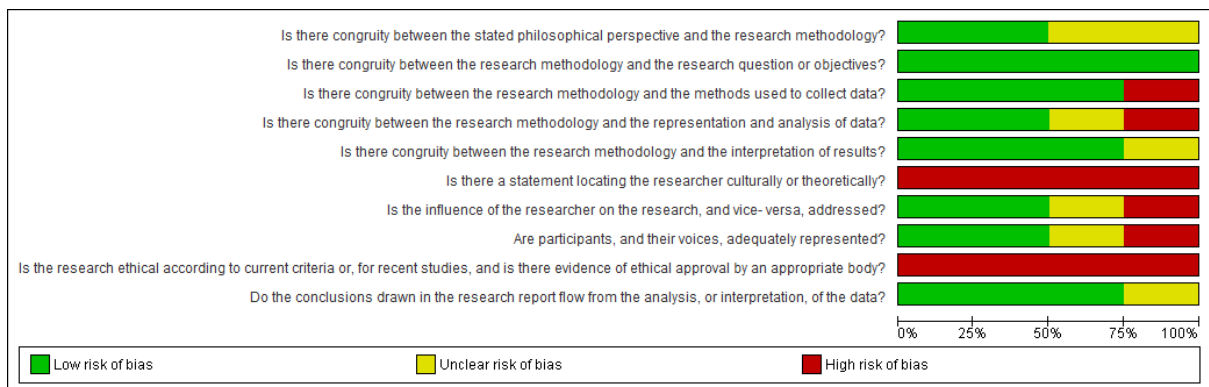 Is there congruity between the stated philosophical perspective and the research methodology?
Is there congruity between the research methodology and the research question or objectives?
Is there congruity between the research methodology and the methods used to collect data?
Is there congruity between the research methodology and the representation and analysis of data?
Is there congruity between the research methodology and the interpretation of results?
Is there a statement locating the researcher culturally or theoretically?
Is the influence of the researcher on the research, and vice- versa, addressed?
Are participants, and their voices, adequately represented?
Is the research ethical according to current criteria or, for recent studies, and is there evidence of ethical approval by an appropriate body?
Do the conclusions drawn in the research report flow from the analysis, or interpretation, of the data?
0% 25% 50% 75% 100%
Low risk of bias Unclear risk of bias High risk of bias